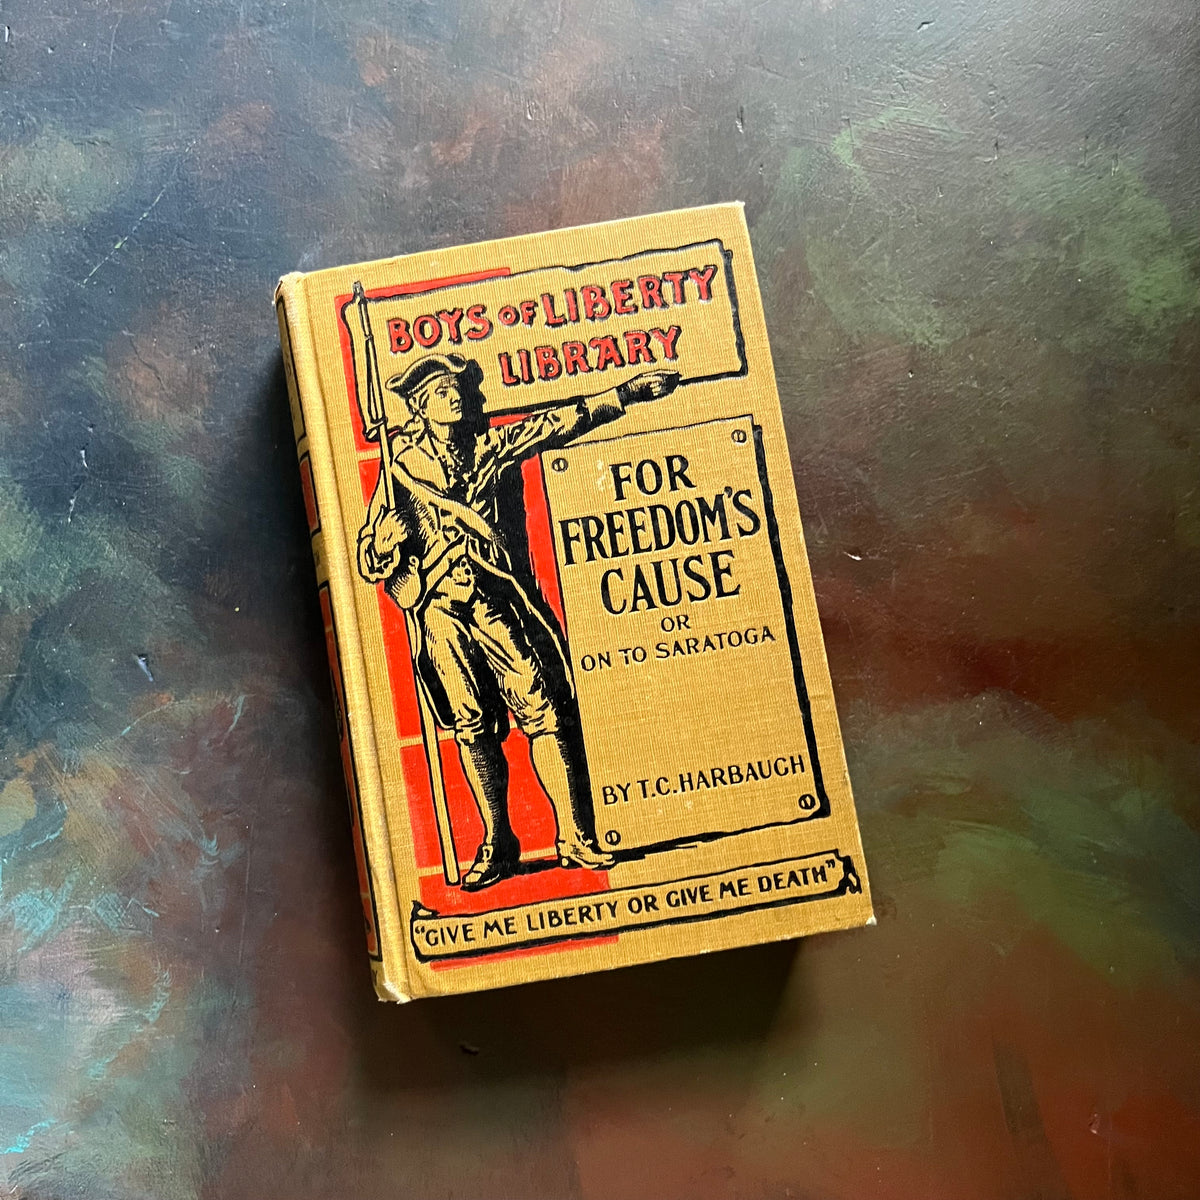 BOYS OF LIBERTY
LIBRARY
FOR
FREEDOM'S
CAUSE
OR
ON TO SARATOGA
BY T.C. HARBAUGH
"GIVE ME LIBERTY OR GIVE ME DEATH"